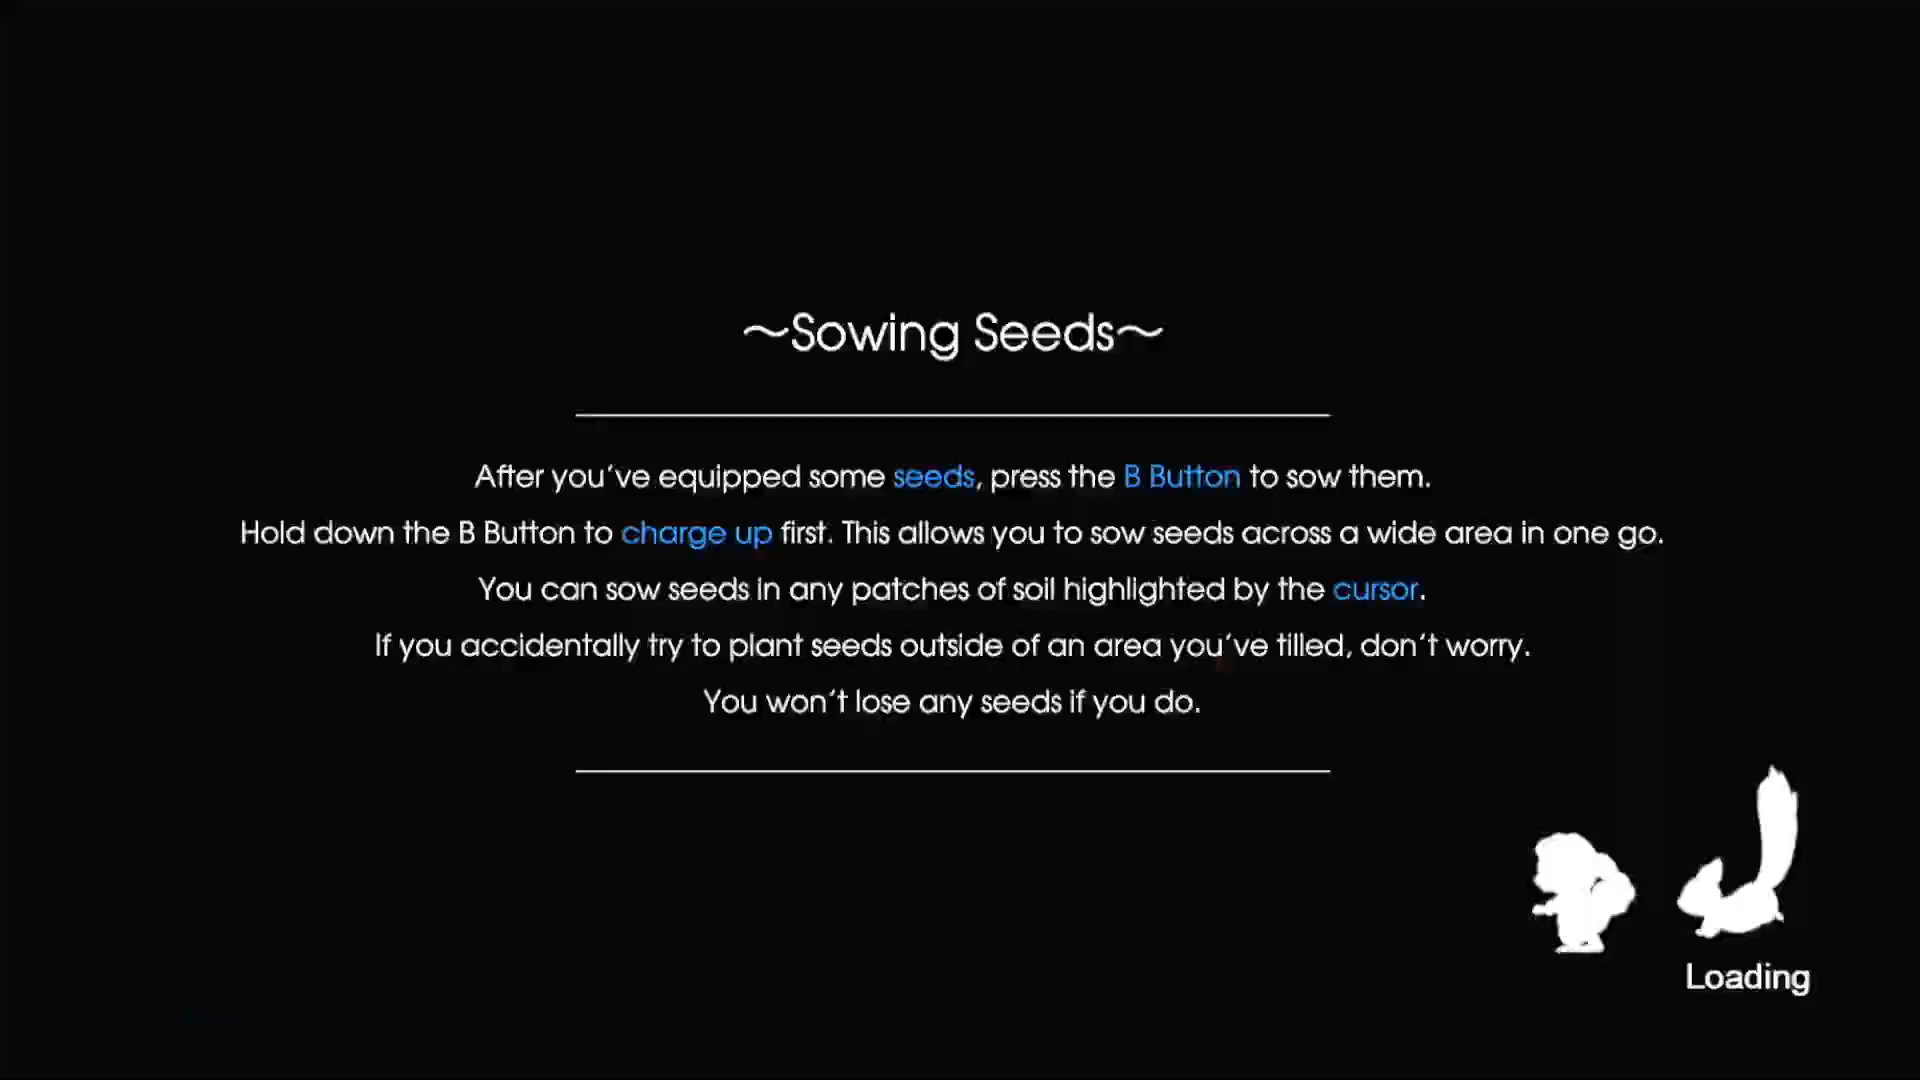 ～Sowing Seeds～
After you've equipped some seeds, press the B Button to sow them.
Hold down the B Button to charge up first. This allows you to sow seeds across a wide area in one go.
You can sow seeds in any patches of soil highlighted by the cursor.
If you accidentally try to plant seeds outside of an area you've tilled, don't worry.
You won't lose any seeds if you do.
Loading